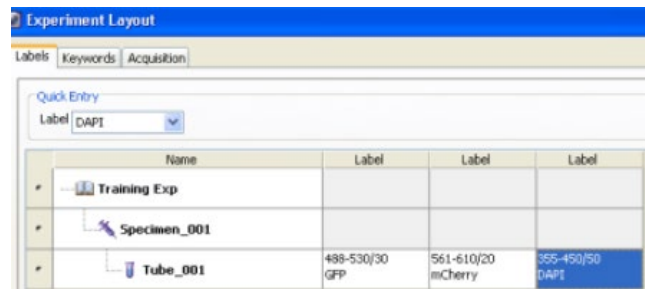 Experiment Layout
Labels Keywords Acquisition
Quick Entry
Label DAPI
Name Label Label Label
Training Exp
Specimen_001
Tube_001 488-530/30 561-610/20 355-450/50
GFP mCherry DAPI